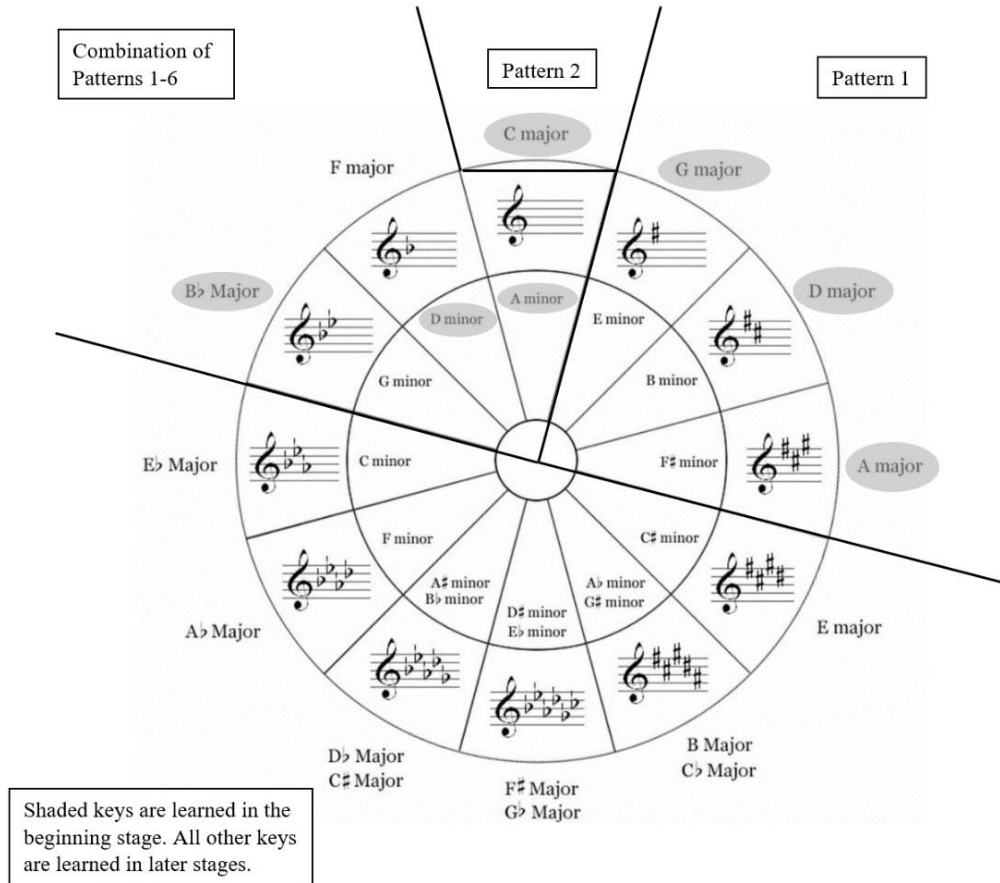 Combination of
Patterns 1-6
Pattern 2
Pattern 1
C major
G major
F major
D major
B♭ Major
A minor
D minor
E minor
G minor
B minor
E♭ Major
C minor
F♯ minor
A major
F minor
C♯ minor
A♯ minor
B♭ minor
A♭ minor
G♯ minor
D♯ minor
E♭ minor
A♭ Major
E major
D♭ Major
C♯ Major
F♯ Major
G♭ Major
B Major
C♭ Major
Shaded keys are learned in the
beginning stage. All other keys
are learned in later stages.